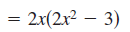 = 2x(2x² − 3)